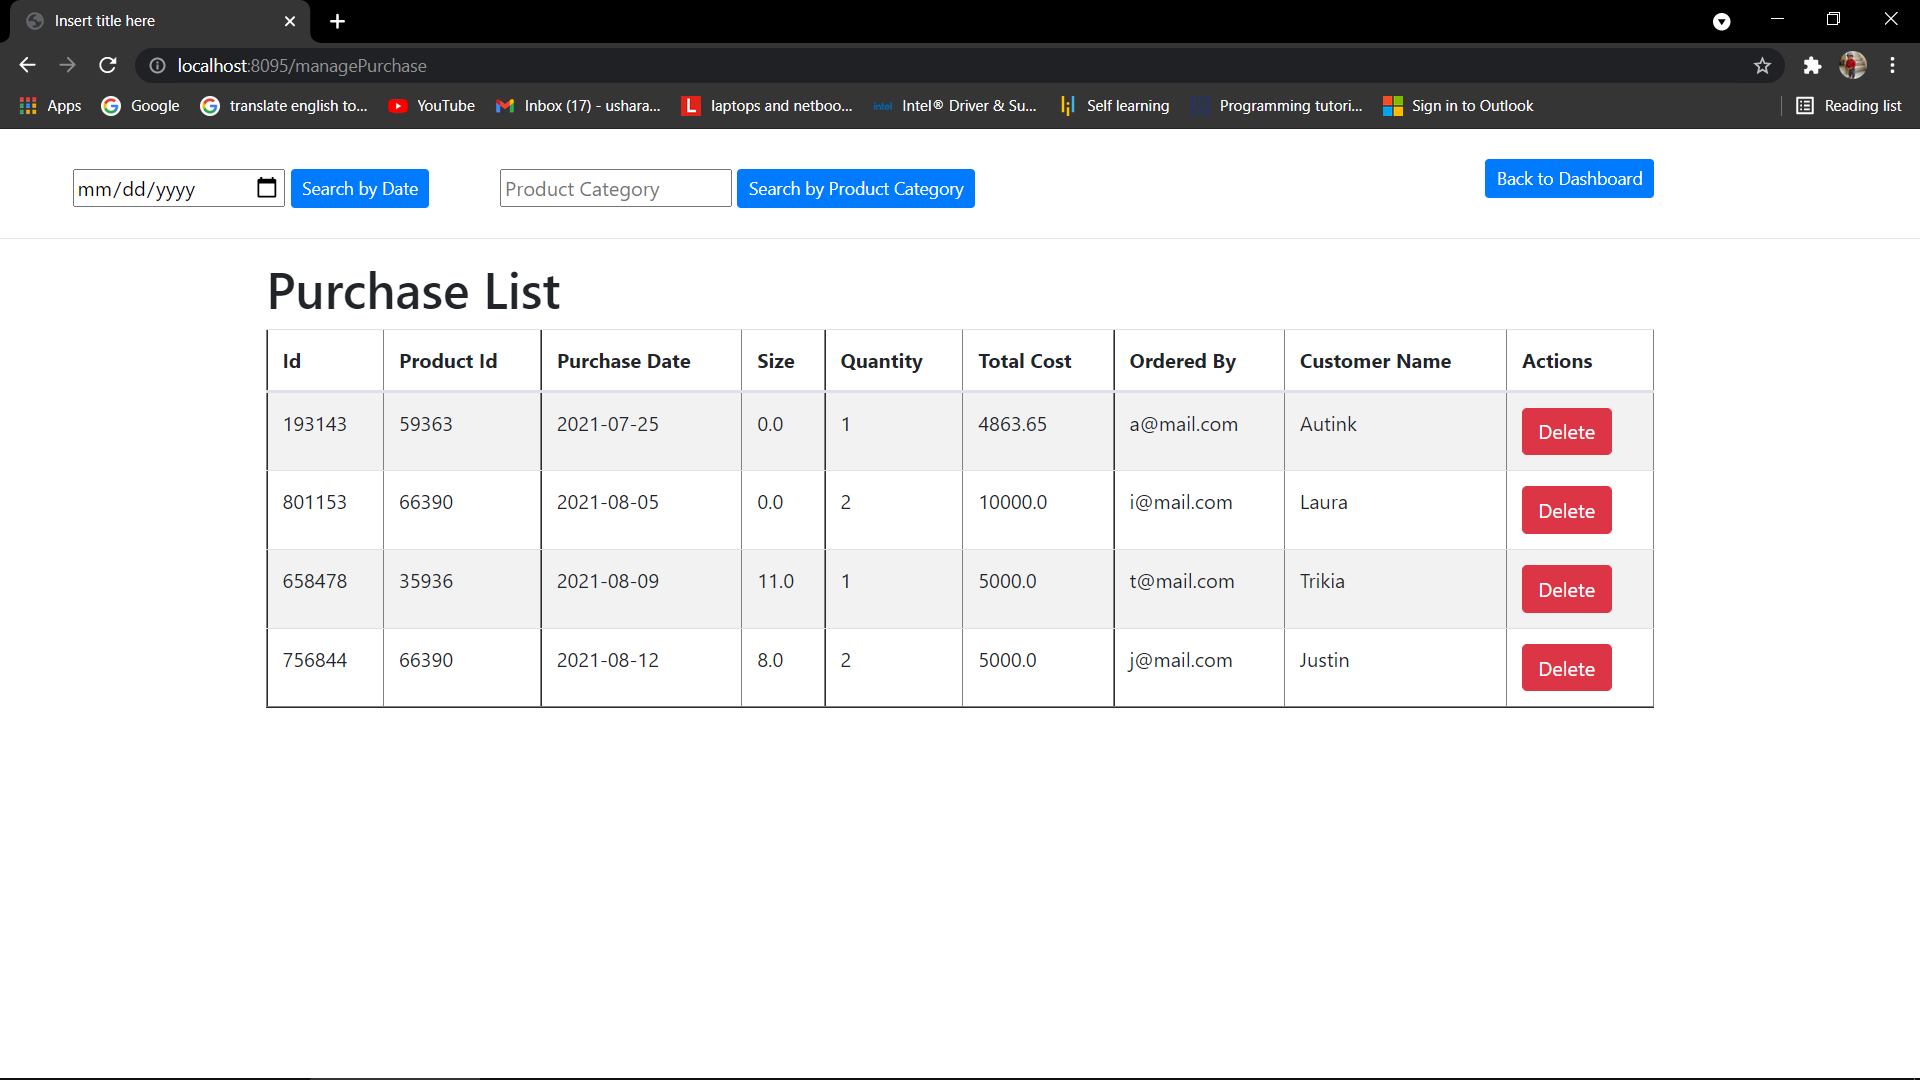 Insert title here
localhost:8095/managePurchase
Apps Google translate english to... YouTube Inbox (17) - ushara... L laptops and netboo... intel Intel® Driver & Su... Self learning Programming tutori... Sign in to Outlook Reading list
mm/dd/yyyy Search by Date Product Category Search by Product Category Back to Dashboard
Purchase List
Id Product Id Purchase Date Size Quantity Total Cost Ordered By Customer Name Actions
193143 59363 2021-07-25 0.0 1 4863.65 a@mail.com Autink Delete
801153 66390 2021-08-05 0.0 2 10000.0 i@mail.com Laura Delete
658478 35936 2021-08-09 11.0 1 5000.0 t@mail.com Trikia Delete
756844 66390 2021-08-12 8.0 2 5000.0 j@mail.com Justin Delete